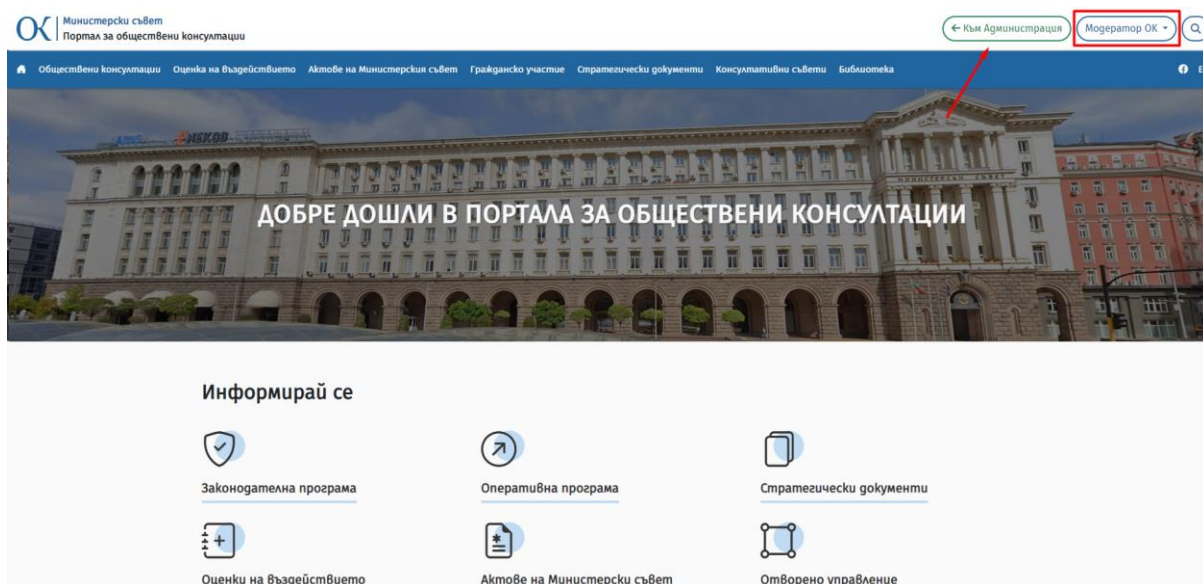 Министерски съвет
Портал за обществени консултации
Към Администрация
Модератор ОК
Обществени консултации Оценка на въздействието Актове на Министерския съвет Гражданско участие Стратегически документи Консултативни съвети Библиотека
МИНИСТЕРСКИ СЪВЕТ
ДОБРЕ ДОШЛИ В ПОРТАЛА ЗА ОБЩЕСТВЕНИ КОНСУЛТАЦИИ
Информирай се
Законодателна програма
Оперативна програма
Стратегически документи
Оценки на въздействието
Актове на Министерски съвет
Отворено управление